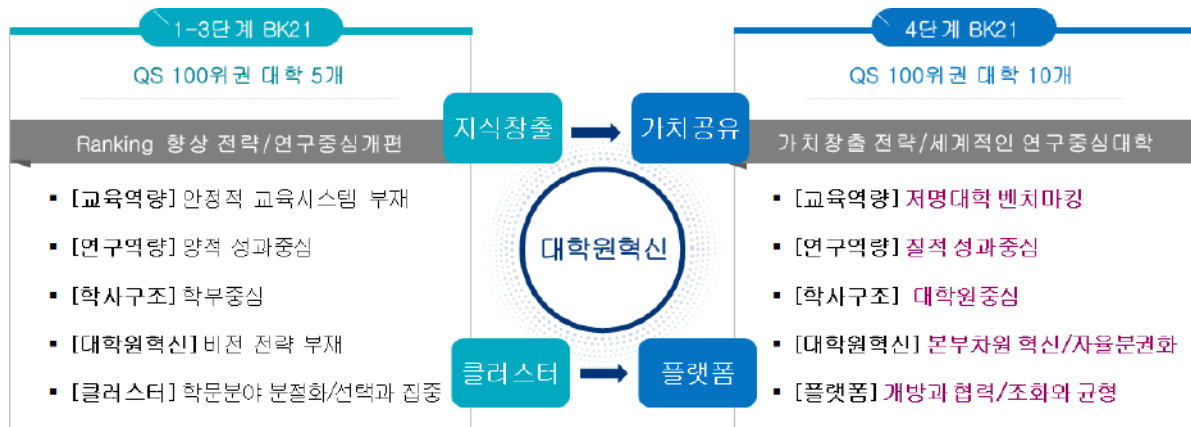 1-3단계 BK21
QS 100위권 대학 5개
Ranking 향상 전략/연구중심개편
▪ [교육역량] 안정적 교육시스템 부재
▪ [연구역량] 양적 성과중심
▪ [학사구조] 학부중심
▪ [대학원혁신] 비전 전략 부재
▪ [클러스터] 학문분야 분절화/선택과 집중
지식창출
가치공유
대학원혁신
클러스터
플랫폼
4단계 BK21
QS 100위권 대학 10개
가치창출 전략/세계적인 연구중심대학
▪ [교육역량] 저명대학 벤치마킹
▪ [연구역량] 질적 성과중심
▪ [학사구조] 대학원중심
▪ [대학원혁신] 본부차원 혁신/자율분권화
▪ [플랫폼] 개방과 협력/조화와 균형